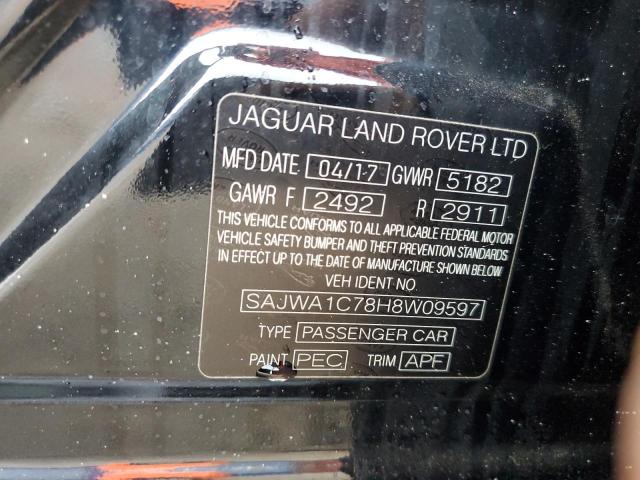 JAGUAR LAND ROVER LTD
MFD DATE 04/17 GVWR 5182
GAWR F 2492 R 2911
THIS VEHICLE CONFORMS TO ALL APPLICABLE FEDERAL MOTOR
VEHICLE SAFETY BUMPER AND THEFT PREVENTION STANDARDS
IN EFFECT UP TO THE DATE OF MANUFACTURE SHOWN BELOW
VEH IDENT NO.
SAJWA1C78H8W09597
TYPE PASSENGER CAR
PAINT PEC TRIM APF